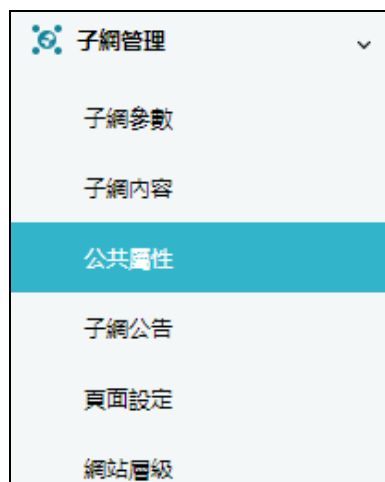 子網管理
子網參數
子網內容
公共屬性
子網公告
頁面設定
網站層級